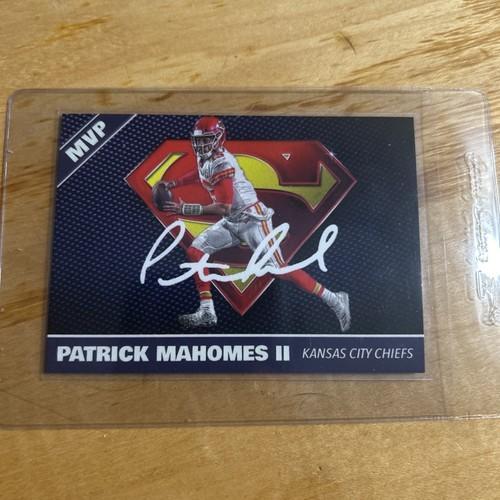 MVP
PATRICK MAHOMES II KANSAS CITY CHIEFS